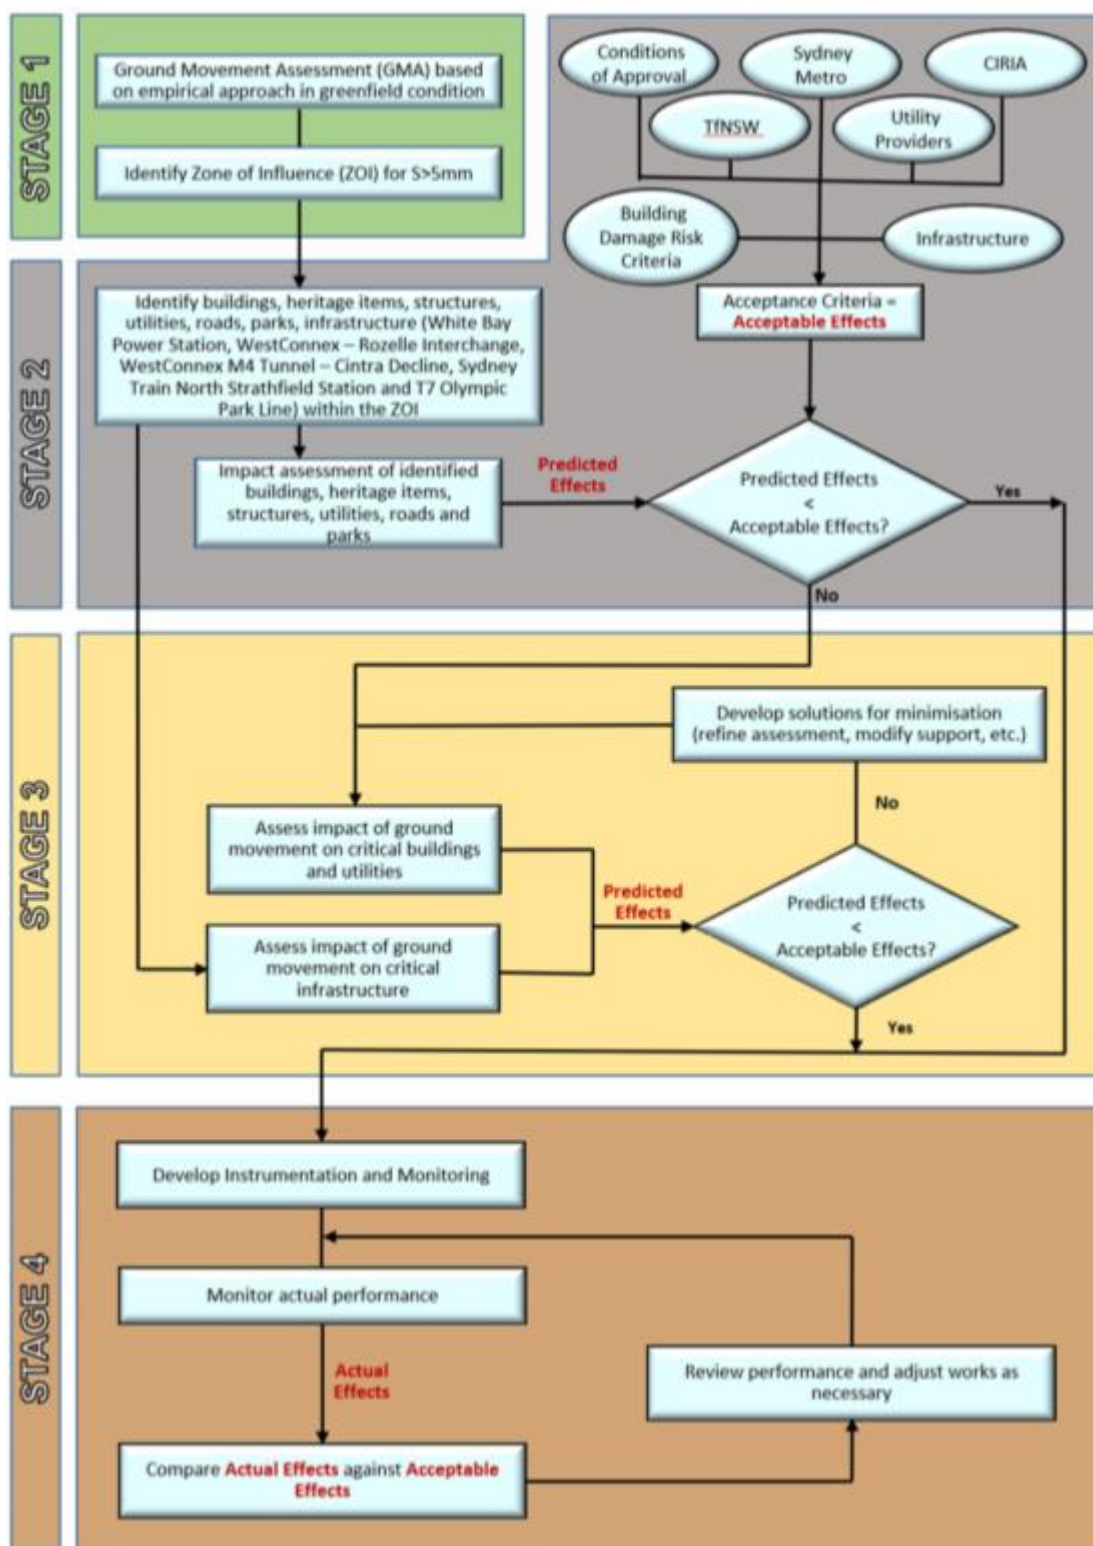 STAGE 1
Ground Movement Assessment (GMA) based
on empirical approach in greenfield condition
Identify Zone of Influence (ZOI) for S>5mm
Conditions
of Approval
Sydney
Metro
CIRIA
TfNSW
Utility
Providers
Building
Damage Risk
Criteria
Infrastructure
Acceptance Criteria =
Acceptable Effects
STAGE 2
Identify buildings, heritage items, structures,
utilities, roads, parks, infrastructure (White Bay
Power Station, WestConnex – Rozelle Interchange,
WestConnex M4 Tunnel – Cintra Decline, Sydney
Train North Strathfield Station and T7 Olympic
Park Line) within the ZOI
Impact assessment of identified
buildings, heritage items,
structures, utilities, roads and
parks
Predicted
Effects
Predicted Effects
<
Acceptable Effects?
Yes
No
STAGE 3
Develop solutions for minimisation
(refine assessment, modify support, etc.)
No
Assess impact of ground
movement on critical buildings
and utilities
Predicted
Effects
Predicted Effects
<
Acceptable Effects?
Assess impact of ground
movement on critical
infrastructure
Yes
STAGE 4
Develop Instrumentation and Monitoring
Monitor actual performance
Actual
Effects
Review performance and adjust works as
necessary
Compare Actual Effects against Acceptable
Effects